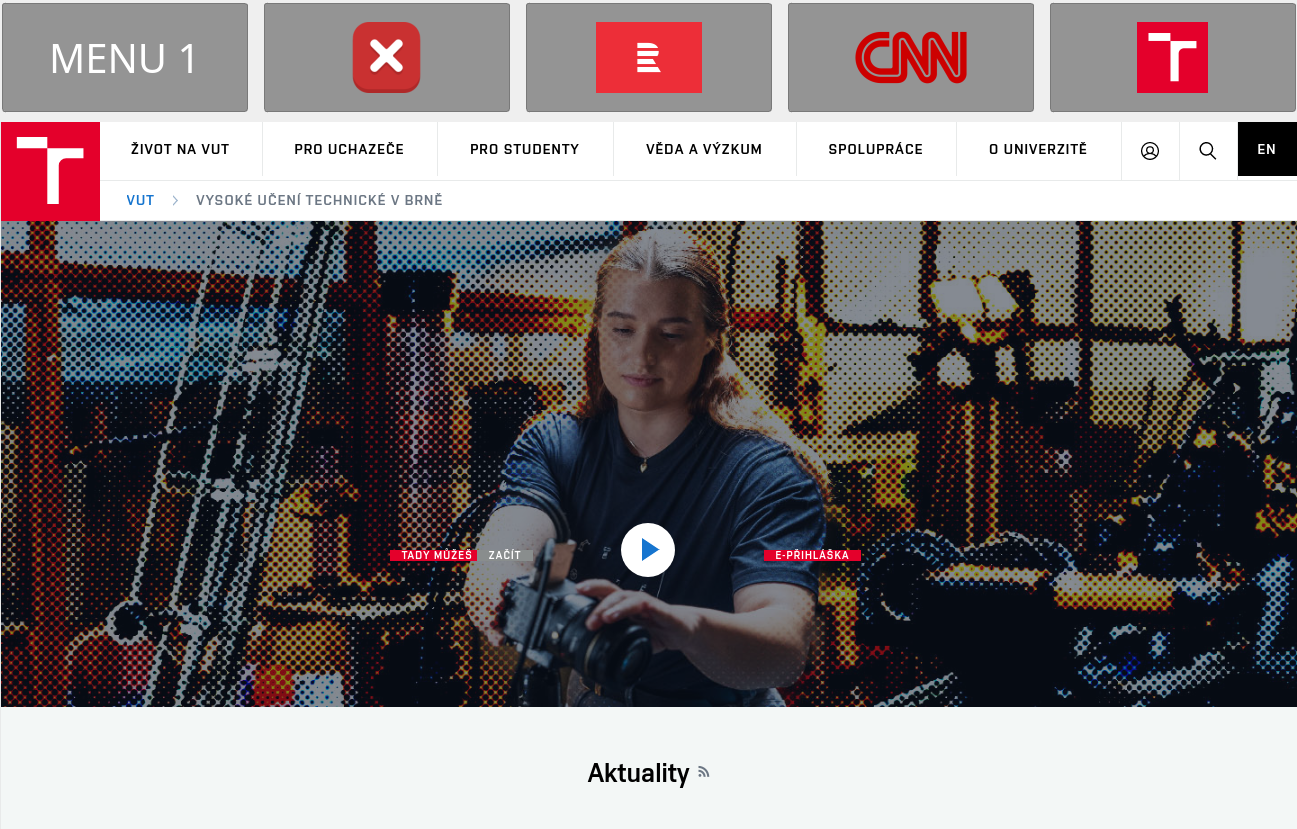 MENU 1
CNN
ŽIVOT NA VUT
PRO UCHAZEČE
PRO STUDENTY
VĚDA A VÝZKUM
SPOLUPRÁCE
O UNIVERZITĚ
EN
VUT
VYSOKÉ UČENÍ TECHNICKÉ V BRNĚ
TADY MŮŽEŠ ZAČÍT
E-PŘIHLÁŠKA
Aktuality